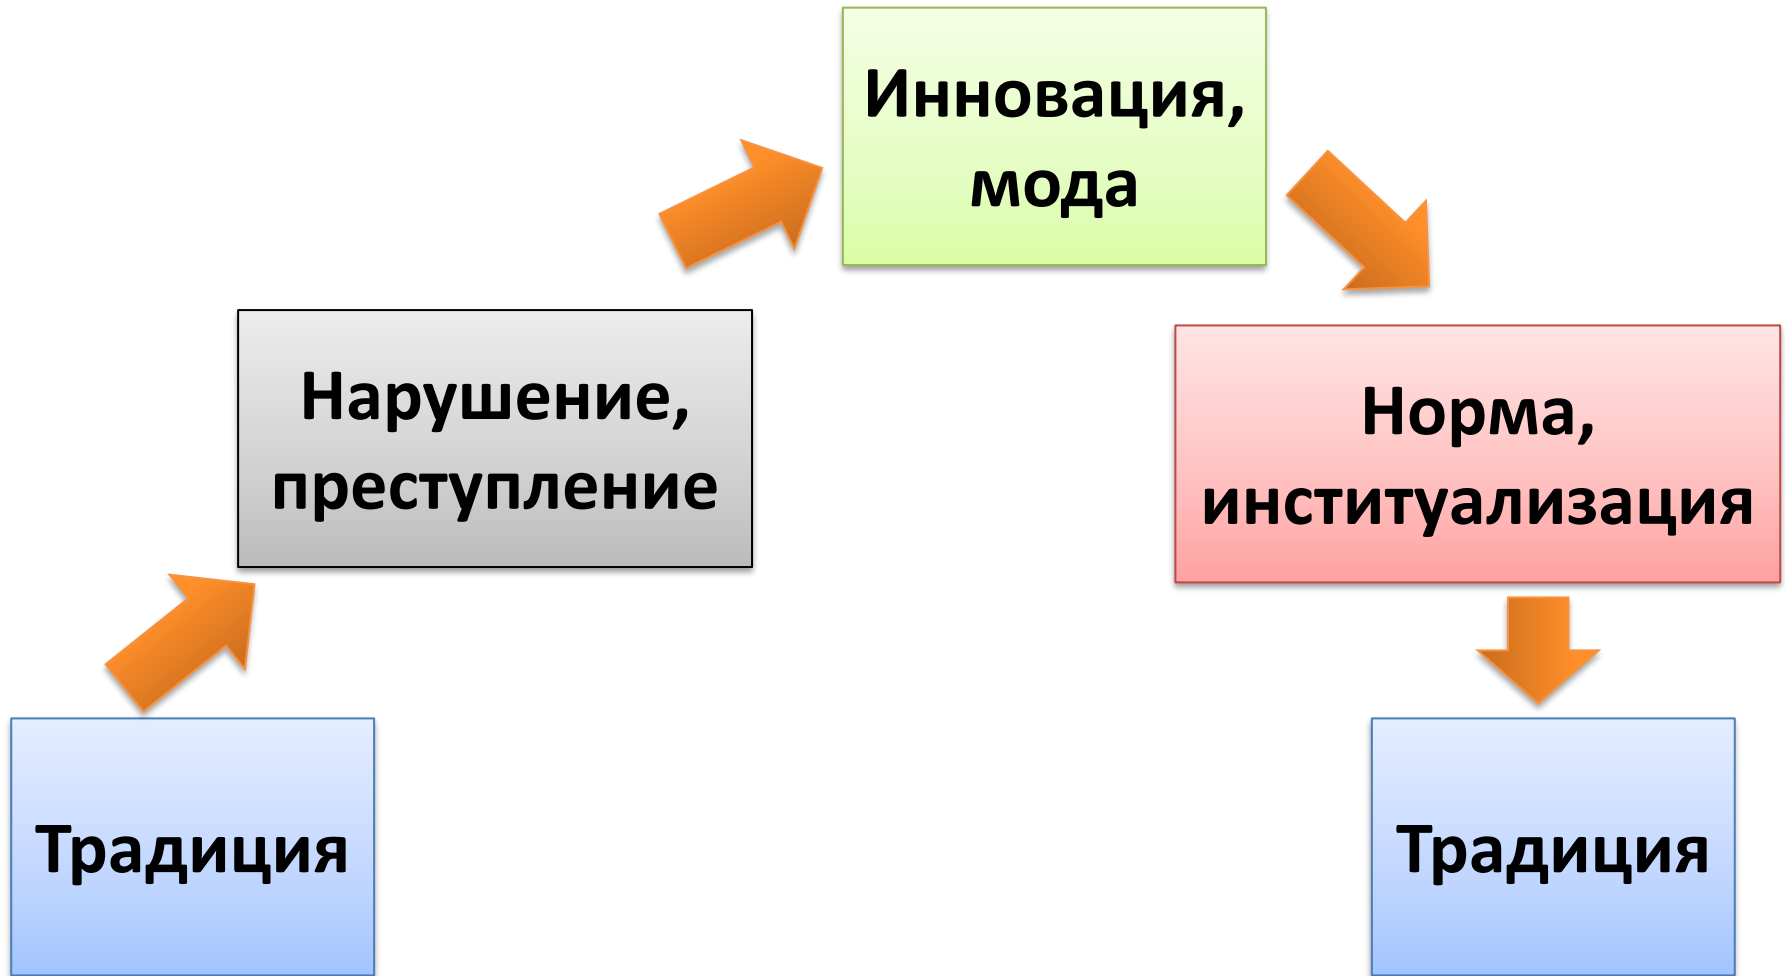 Инновация,
мода
Нарушение,
преступление
Норма,
институализация
Традиция
Традиция